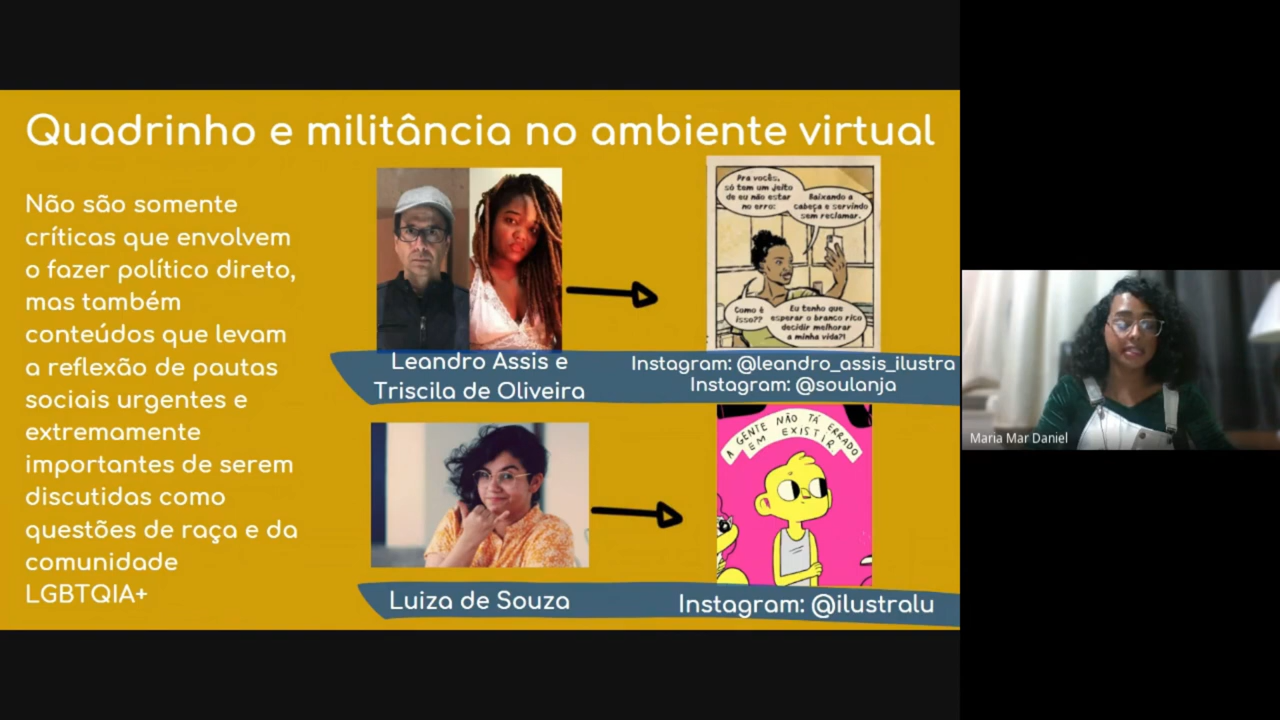 Quadrinho e militância no ambiente virtual
Não são somente
críticas que envolvem
o fazer político direto,
mas também
conteúdos que levam
a reflexão de pautas
sociais urgentes e
extremamente
importantes de serem
discutidas como
questões de raça e da
comunidade
LGBTQIA+
Leandro Assis e
Triscila de Oliveira
Pra vocês,
só tem um jeito
de eu não estar
no erro:
Baixando a
cabeça e servindo
sem reclamar.
Como é
isso??
Eu tenho que
esperar o branco rico
decidir melhorar
a minha vida?!
Instagram: @leandro_assis_ilustra
Instagram: @soulanja
Luiza de Souza
A GENTE NÃO TÁ ERRADO
EM EXISTIR
Instagram: @ilustralu
Maria Mar Daniel